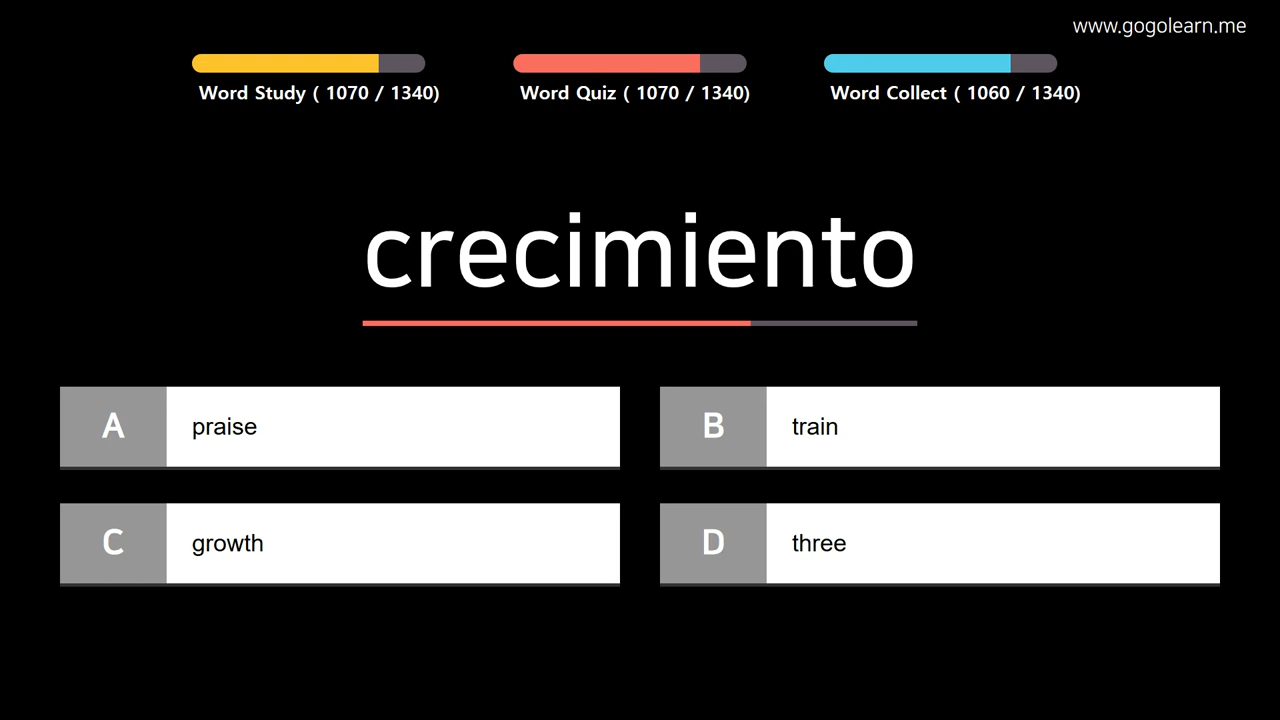 www.gogolearn.me
Word Study ( 1070 / 1340)
Word Quiz ( 1070 / 1340)
Word Collect ( 1060 / 1340)
crecimiento
A praise
B train
C growth
D three